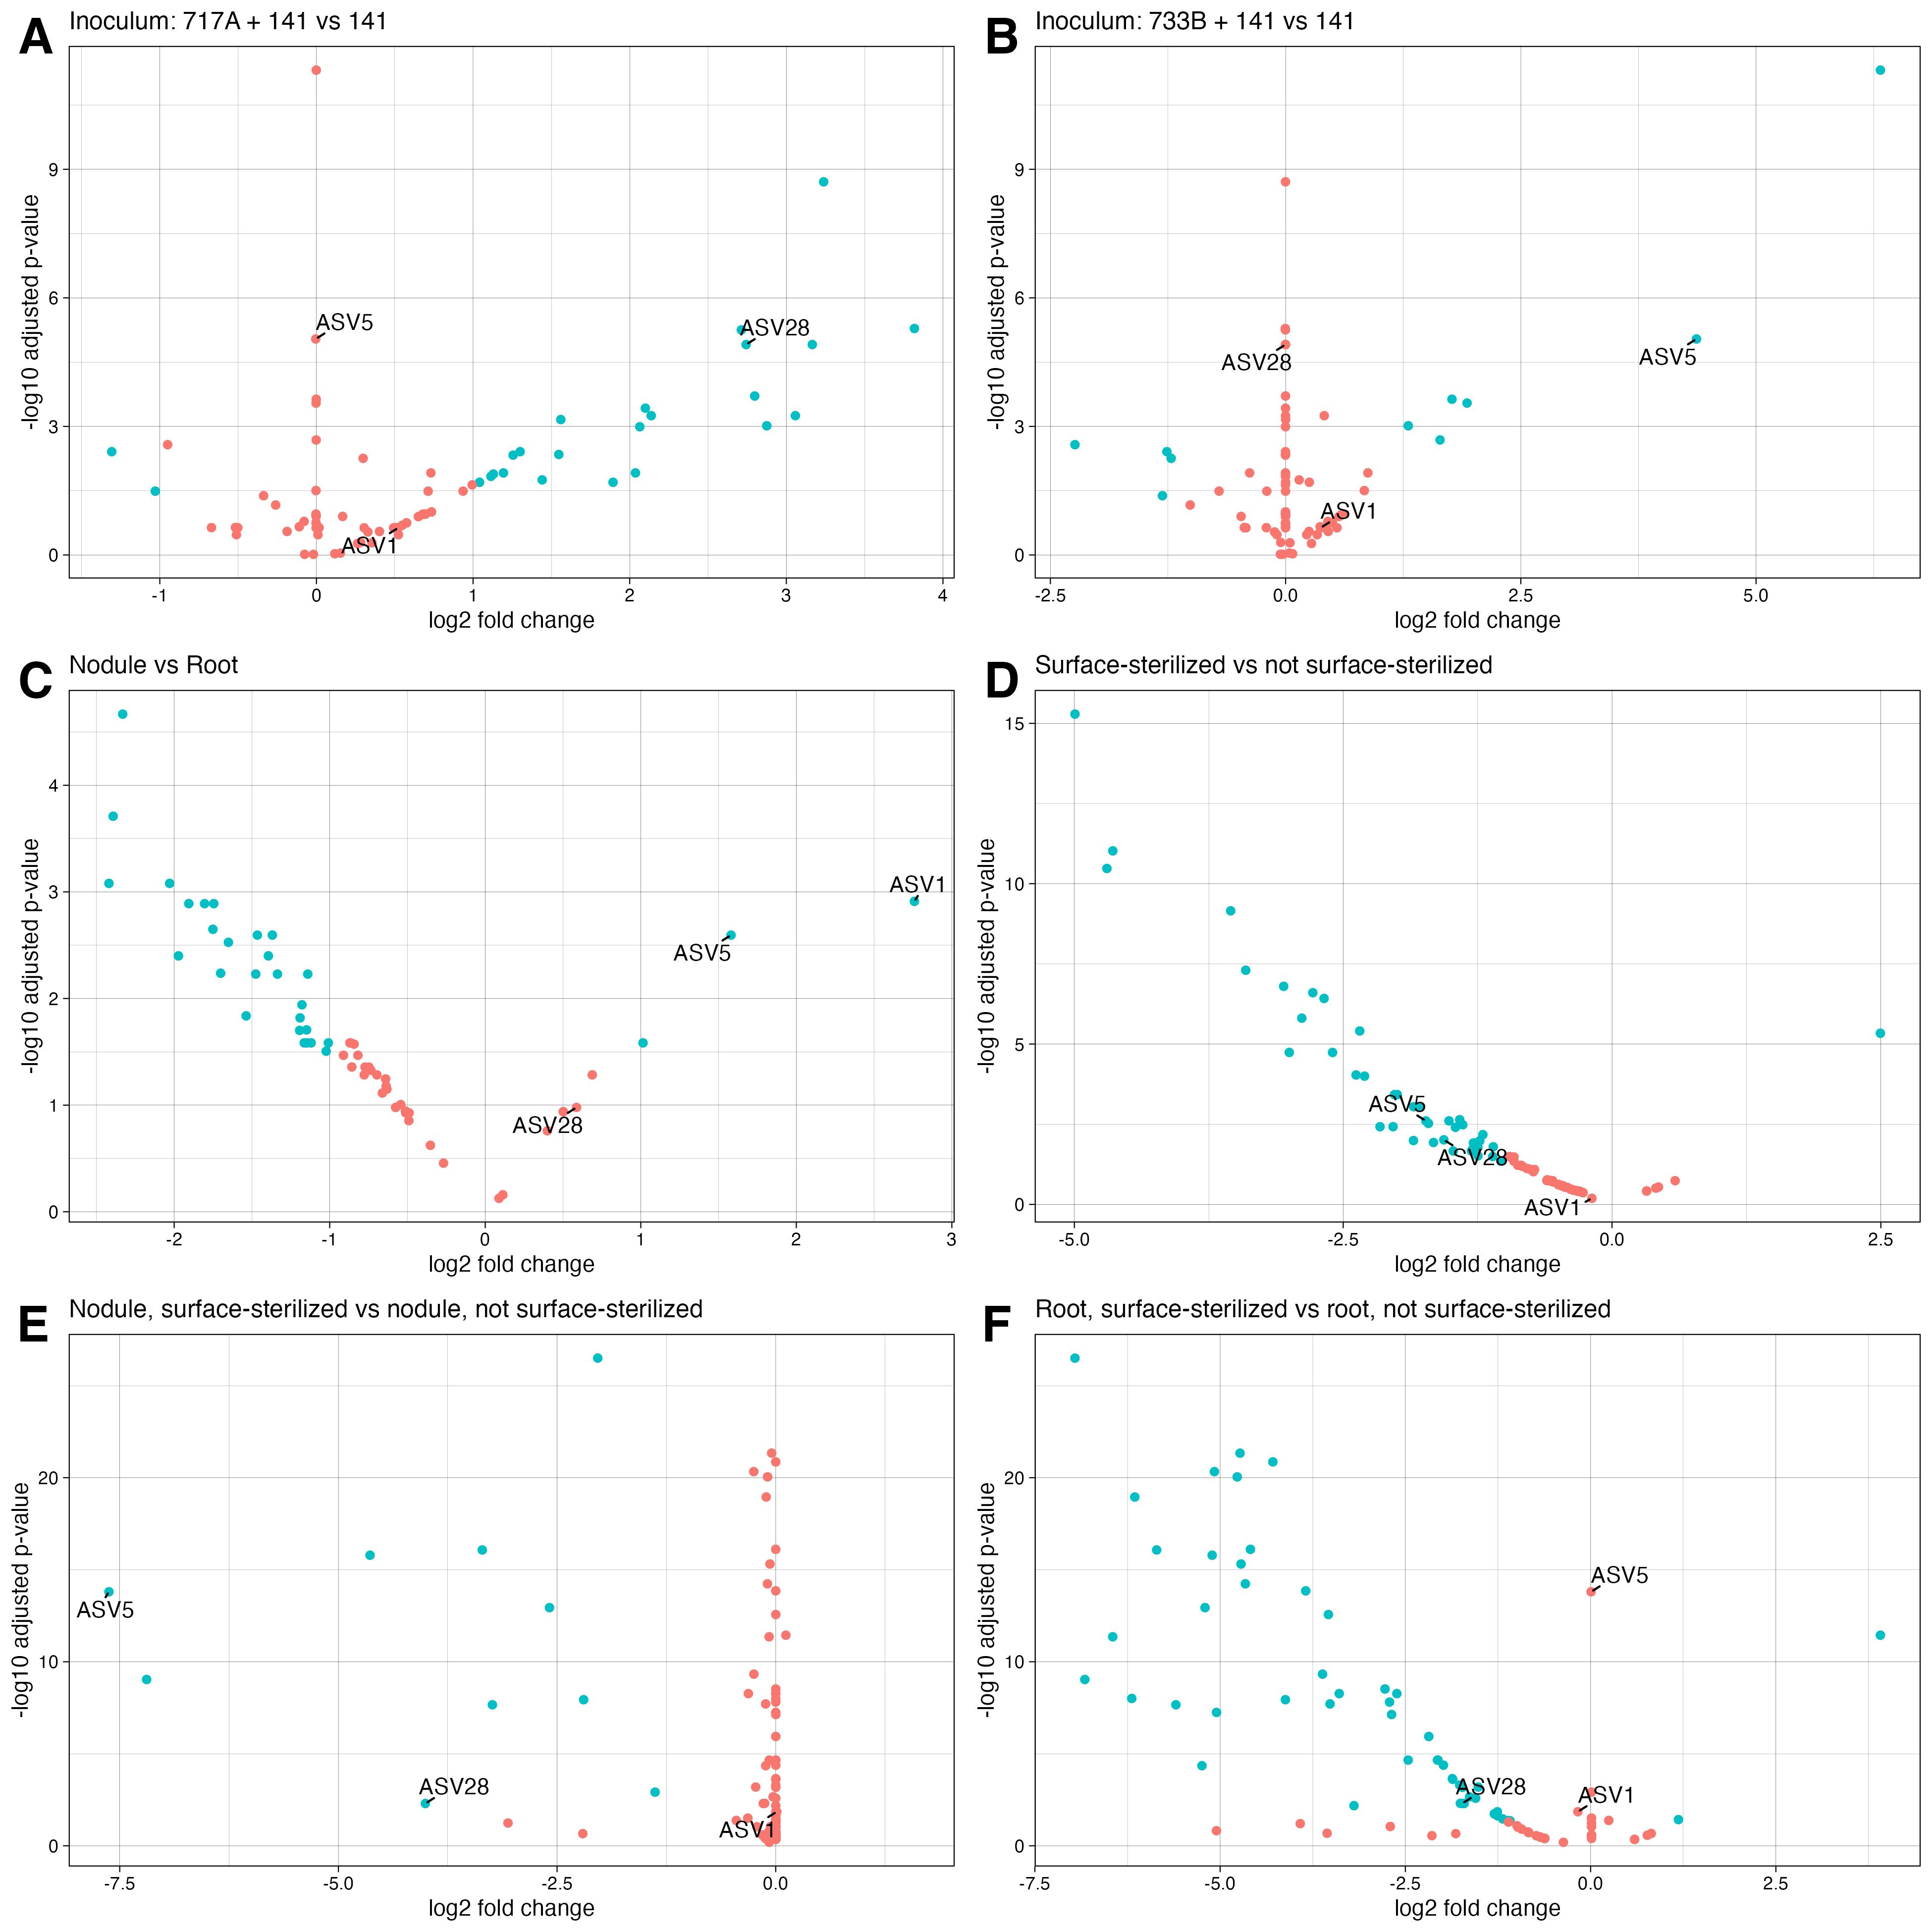 A
Inoculum: 717A + 141 vs 141
-log10 adjusted p-value
9
6
3
0
ASV5
ASV28
ASV1
-1
0
1
2
3
4
log2 fold change
B
Inoculum: 733B + 141 vs 141
-log10 adjusted p-value
9
6
3
0
ASV28
ASV5
ASV1
-2.5
0.0
2.5
5.0
log2 fold change
C
Nodule vs Root
-log10 adjusted p-value
4
3
2
1
0
ASV1
ASV5
ASV28
-2
-1
0
1
2
3
log2 fold change
D
Surface-sterilized vs not surface-sterilized
-log10 adjusted p-value
15
10
5
0
ASV5
ASV28
ASV1
-5.0
-2.5
0.0
2.5
log2 fold change
E
Nodule, surface-sterilized vs nodule, not surface-sterilized
-log10 adjusted p-value
20
10
0
ASV5
ASV28
ASV1
-7.5
-5.0
-2.5
0.0
log2 fold change
F
Root, surface-sterilized vs root, not surface-sterilized
-log10 adjusted p-value
20
10
0
ASV5
ASV28
ASV1
-7.5
-5.0
-2.5
0.0
2.5
log2 fold change